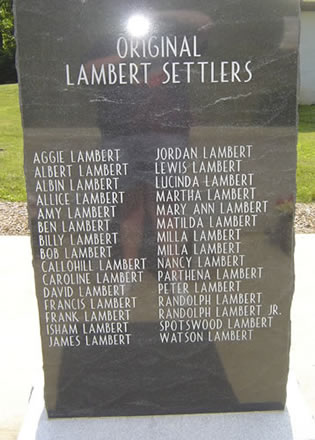 ORIGINAL
LAMBERT SETTLERS
AGGIE LAMBERT
ALBERT LAMBERT
ALBIN LAMBERT
ALLICE LAMBERT
AMY LAMBERT
BEN LAMBERT
BILLY LAMBERT
BOB LAMBERT
CALLOHILL LAMBERT
CAROLINE LAMBERT
DAVID LAMBERT
FRANCIS LAMBERT
FRANK LAMBERT
ISHAM LAMBERT
JAMES LAMBERT
JORDAN LAMBERT
LEWIS LAMBERT
LUCINDA LAMBERT
MARTHA LAMBERT
MARY ANN LAMBERT
MATILDA LAMBERT
MILLA LAMBERT
MILLA LAMBERT
NANCY LAMBERT
PARTHENA LAMBERT
PETER LAMBERT
RANDOLPH LAMBERT
RANDOLPH LAMBERT JR.
SPOTSWOOD LAMBERT
WATSON LAMBERT